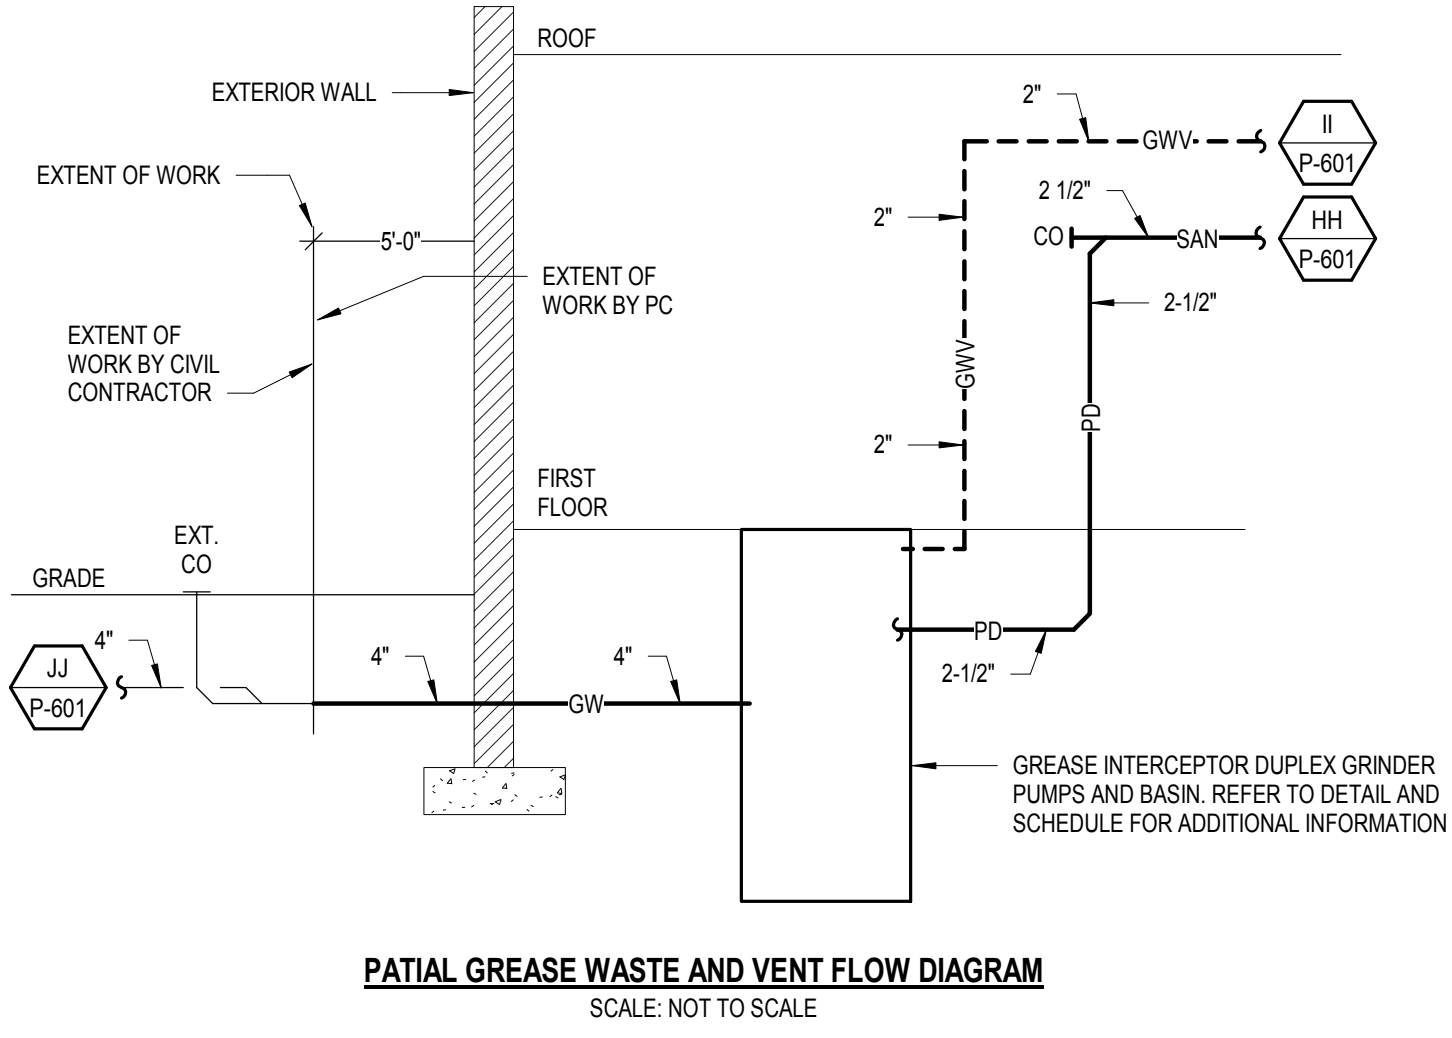 ROOF
EXTERIOR WALL
2"
II
P-601
EXTENT OF WORK
2 1/2"
2"
GWV
HH
P-601
CO
SAN
5'-0"
EXTENT OF
WORK BY PC
2-1/2"
EXTENT OF
WORK BY CIVIL
CONTRACTOR
GWV
PD
2"
FIRST
FLOOR
EXT.
CO
GRADE
4"
JJ
P-601
4"
4"
GW
PD
2-1/2"
GREASE INTERCEPTOR DUPLEX GRINDER
PUMPS AND BASIN. REFER TO DETAIL AND
SCHEDULE FOR ADDITIONAL INFORMATION
PATIAL GREASE WASTE AND VENT FLOW DIAGRAM
SCALE: NOT TO SCALE